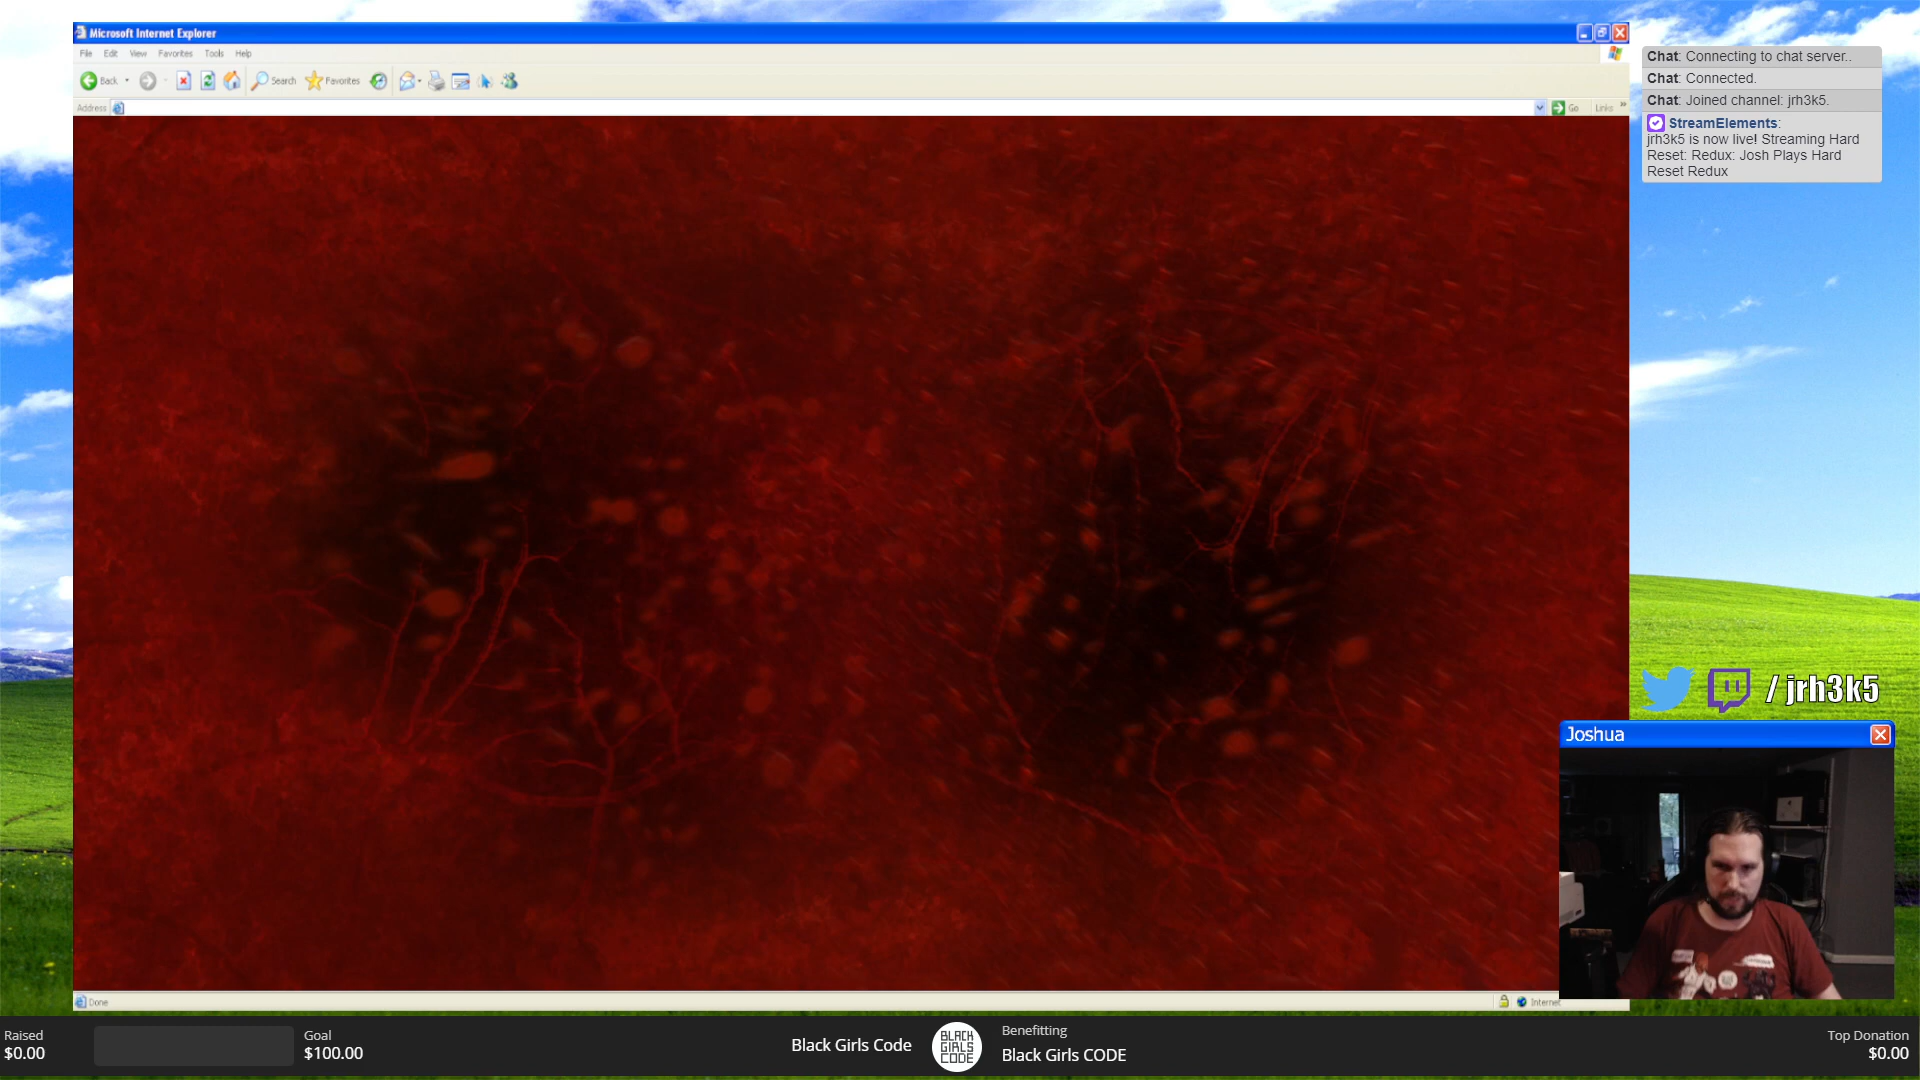 Microsoft Internet Explorer
File Edit View Favorites Tools Help
Back Search Favorites
Address Go Links »
Chat: Connecting to chat server..
Chat: Connected.
Chat: Joined channel: jrh3k5.
StreamElements:
jrh3k5 is now live! Streaming Hard
Reset: Redux: Josh Plays Hard
Reset Redux
/ jrh3k5
Joshua
Done Internet
Raised
$0.00
Goal
$100.00
Black Girls Code
BLACK
GIRLS
CODE
Benefitting
Black Girls CODE
Top Donation
$0.00